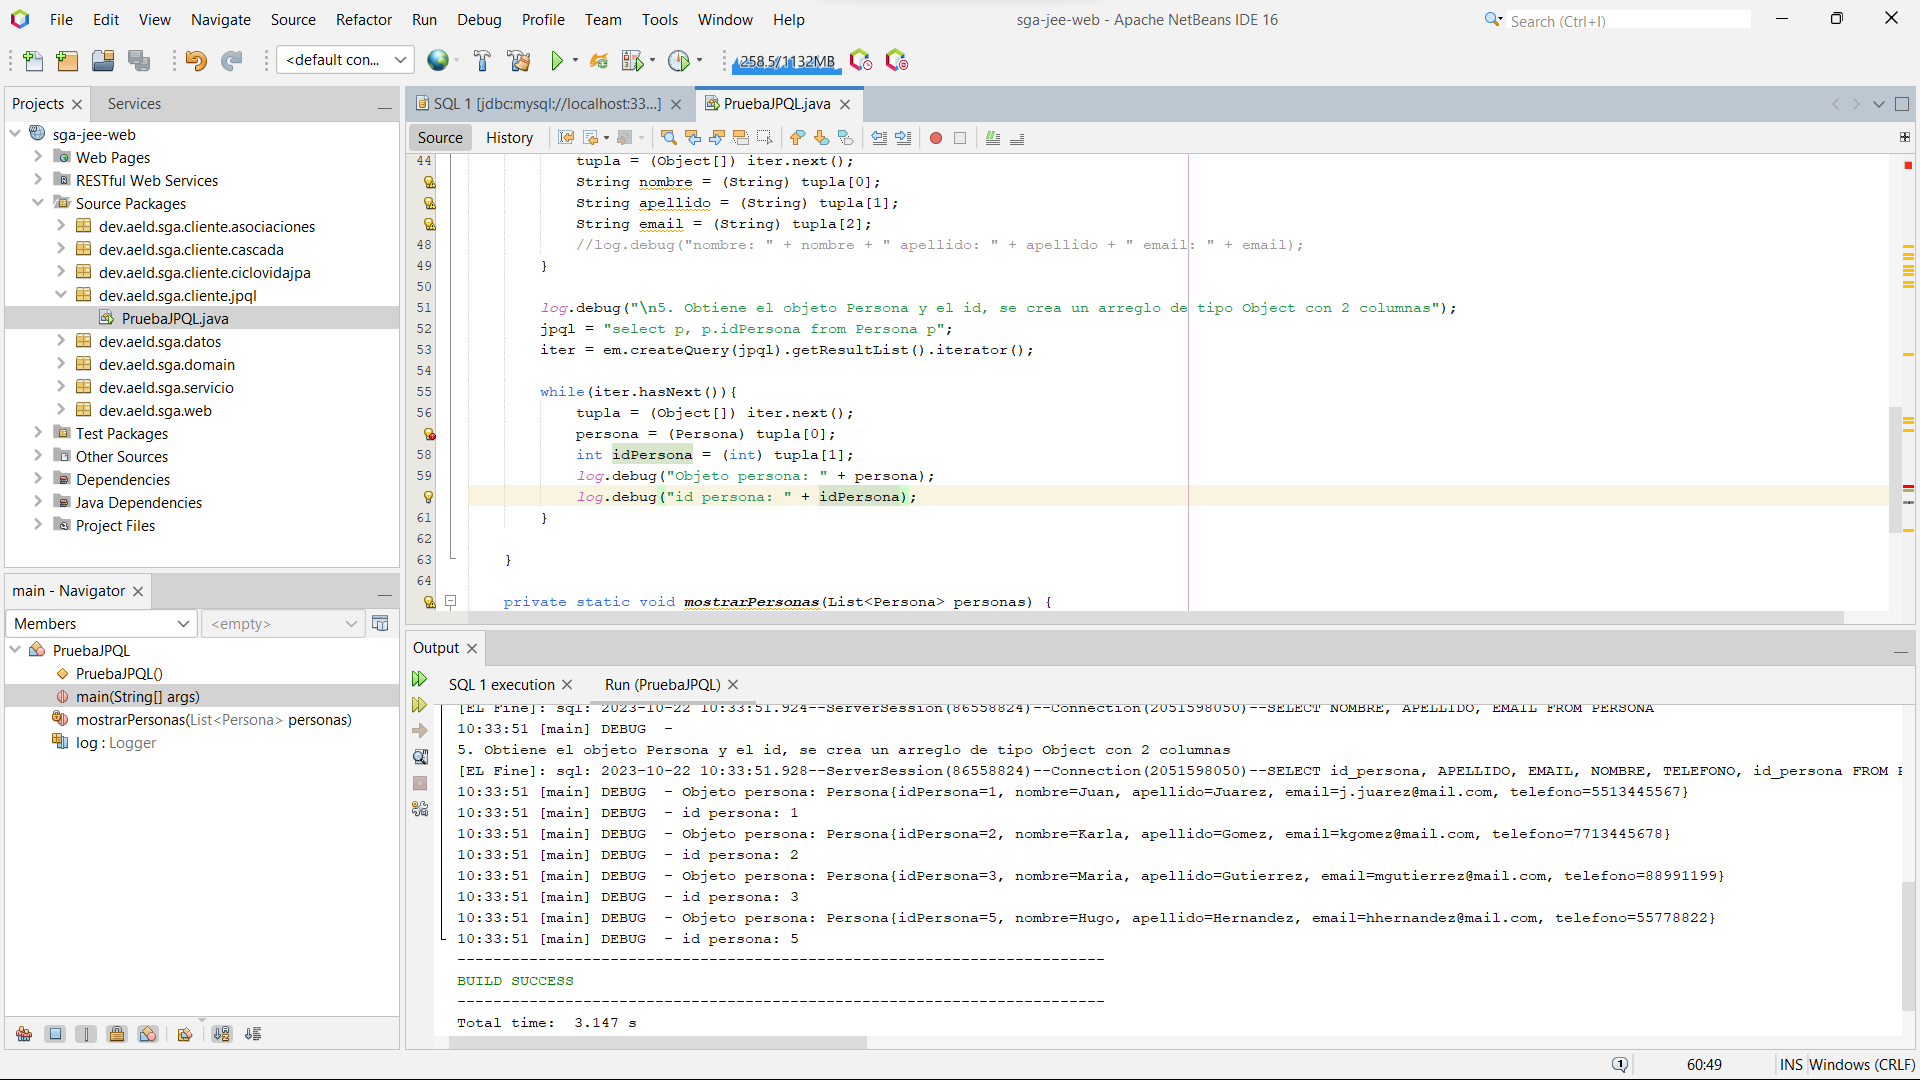 File Edit View Navigate Source Refactor Run Debug Profile Team Tools Window Help
sga-jee-web - Apache NetBeans IDE 16
Search (Ctrl+I)
<default con...
258.5/1132MB
Projects
Services
sga-jee-web
Web Pages
RESTful Web Services
Source Packages
dev.aeld.sga.cliente.asociaciones
dev.aeld.sga.cliente.cascada
dev.aeld.sga.cliente.ciclovidajpa
dev.aeld.sga.cliente.jpql
PruebaJPQL.java
dev.aeld.sga.datos
dev.aeld.sga.domain
dev.aeld.sga.servicio
dev.aeld.sga.web
Test Packages
Other Sources
Dependencies
Java Dependencies
Project Files
main - Navigator
Members
<empty>
PruebaJPQL
PruebaJPQL()
main(String[] args)
mostrarPersonas(List<Persona> personas)
log : Logger
SQL 1 [jdbc:mysql://localhost:33...]
PruebaJPQL.java
Source History
44 tupla = (Object[]) iter.next();
String nombre = (String) tupla[0];
String apellido = (String) tupla[1];
String email = (String) tupla[2];
48 //log.debug("nombre: " + nombre + " apellido: " + apellido + " email: " + email);
49 }
50
51 log.debug("\n5. Obtiene el objeto Persona y el id, se crea un arreglo de tipo Object con 2 columnas");
52 jpql = "select p, p.idPersona from Persona p";
53 iter = em.createQuery(jpql).getResultList().iterator();
54
55 while(iter.hasNext()){
56 tupla = (Object[]) iter.next();
persona = (Persona) tupla[0];
58 int idPersona = (int) tupla[1];
59 log.debug("Objeto persona: " + persona);
log.debug("id persona: " + idPersona);
61 }
62
63 }
64
private static void mostrarPersonas(List<Persona> personas) {
Output
SQL 1 execution
Run (PruebaJPQL)
[EL Fine]: sql: 2023-10-22 10:33:51.924--ServerSession(86558824)--Connection(2051598050)--SELECT NOMBRE, APELLIDO, EMAIL FROM PERSONA
10:33:51 [main] DEBUG -
5. Obtiene el objeto Persona y el id, se crea un arreglo de tipo Object con 2 columnas
[EL Fine]: sql: 2023-10-22 10:33:51.928--ServerSession(86558824)--Connection(2051598050)--SELECT id_persona, APELLIDO, EMAIL, NOMBRE, TELEFONO, id_persona FROM
10:33:51 [main] DEBUG - Objeto persona: Persona{idPersona=1, nombre=Juan, apellido=Juarez, email=j.juarez@mail.com, telefono=5513445567}
10:33:51 [main] DEBUG - id persona: 1
10:33:51 [main] DEBUG - Objeto persona: Persona{idPersona=2, nombre=Karla, apellido=Gomez, email=kgomez@mail.com, telefono=7713445678}
10:33:51 [main] DEBUG - id persona: 2
10:33:51 [main] DEBUG - Objeto persona: Persona{idPersona=3, nombre=Maria, apellido=Gutierrez, email=mgutierrez@mail.com, telefono=88991199}
10:33:51 [main] DEBUG - id persona: 3
10:33:51 [main] DEBUG - Objeto persona: Persona{idPersona=5, nombre=Hugo, apellido=Hernandez, email=hhernandez@mail.com, telefono=55778822}
10:33:51 [main] DEBUG - id persona: 5
------------------------------------------------------------------------
BUILD SUCCESS
------------------------------------------------------------------------
Total time: 3.147 s
1
60:49
INS
Windows (CRLF)